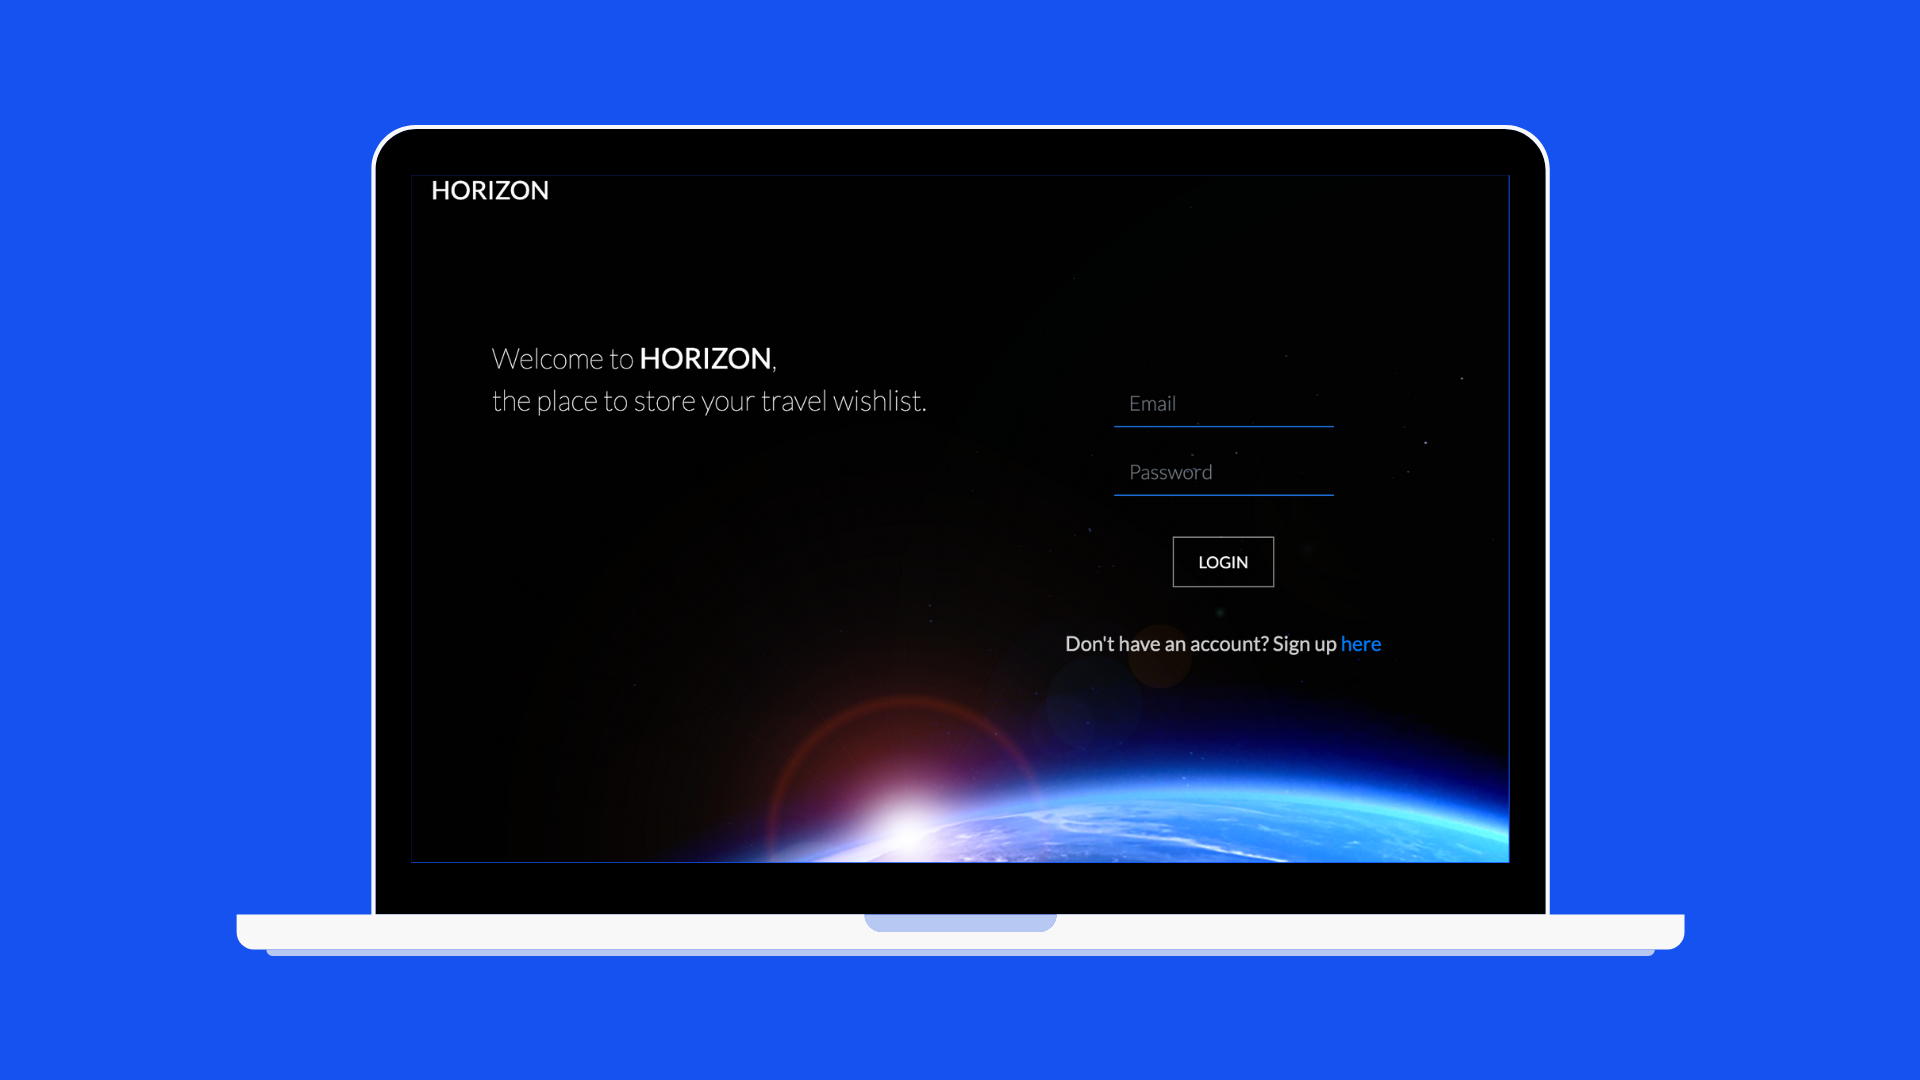 HORIZON
Welcome to HORIZON,
the place to store your travel wishlist.
Email
Password
LOGIN
Don't have an account? Sign up here